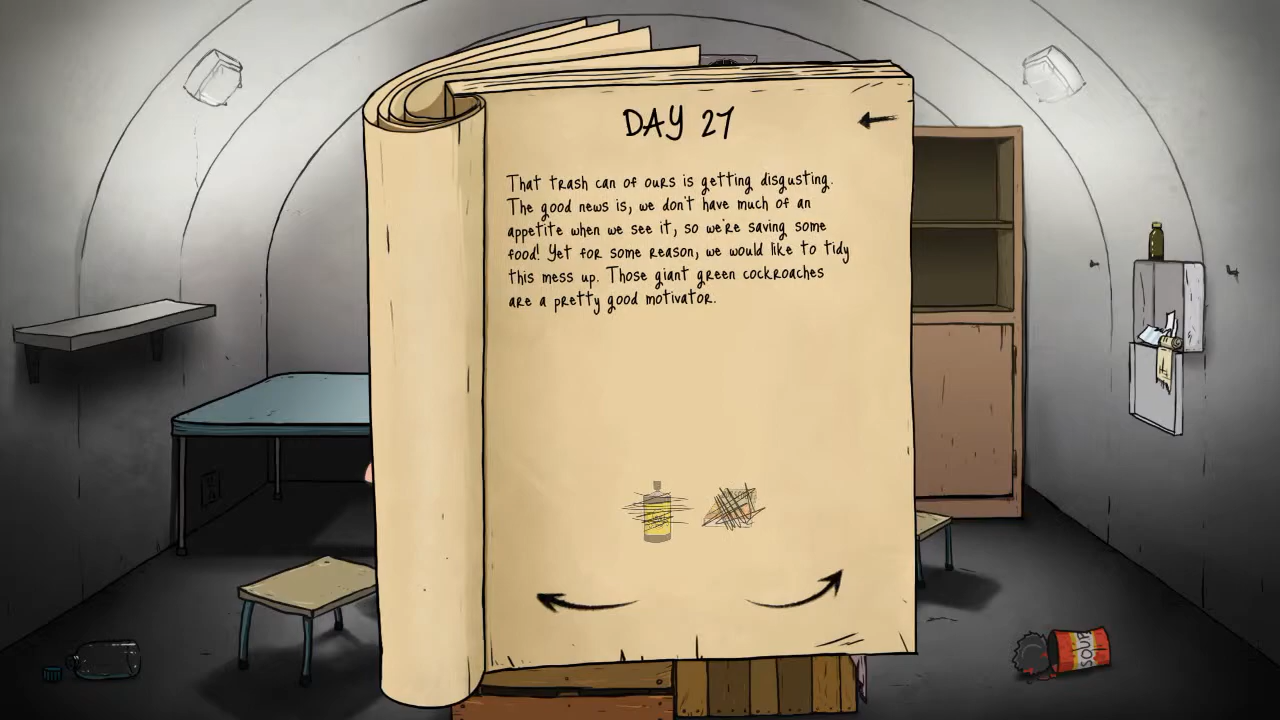 DAY 27
That trash can of ours is getting disgusting.
The good news is, we don't have much of an
appetite when we see it, so we're saving some
food! Yet for some reason, we would like to tidy
this mess up. Those giant green cockroaches
are a pretty good motivator.
SOUP